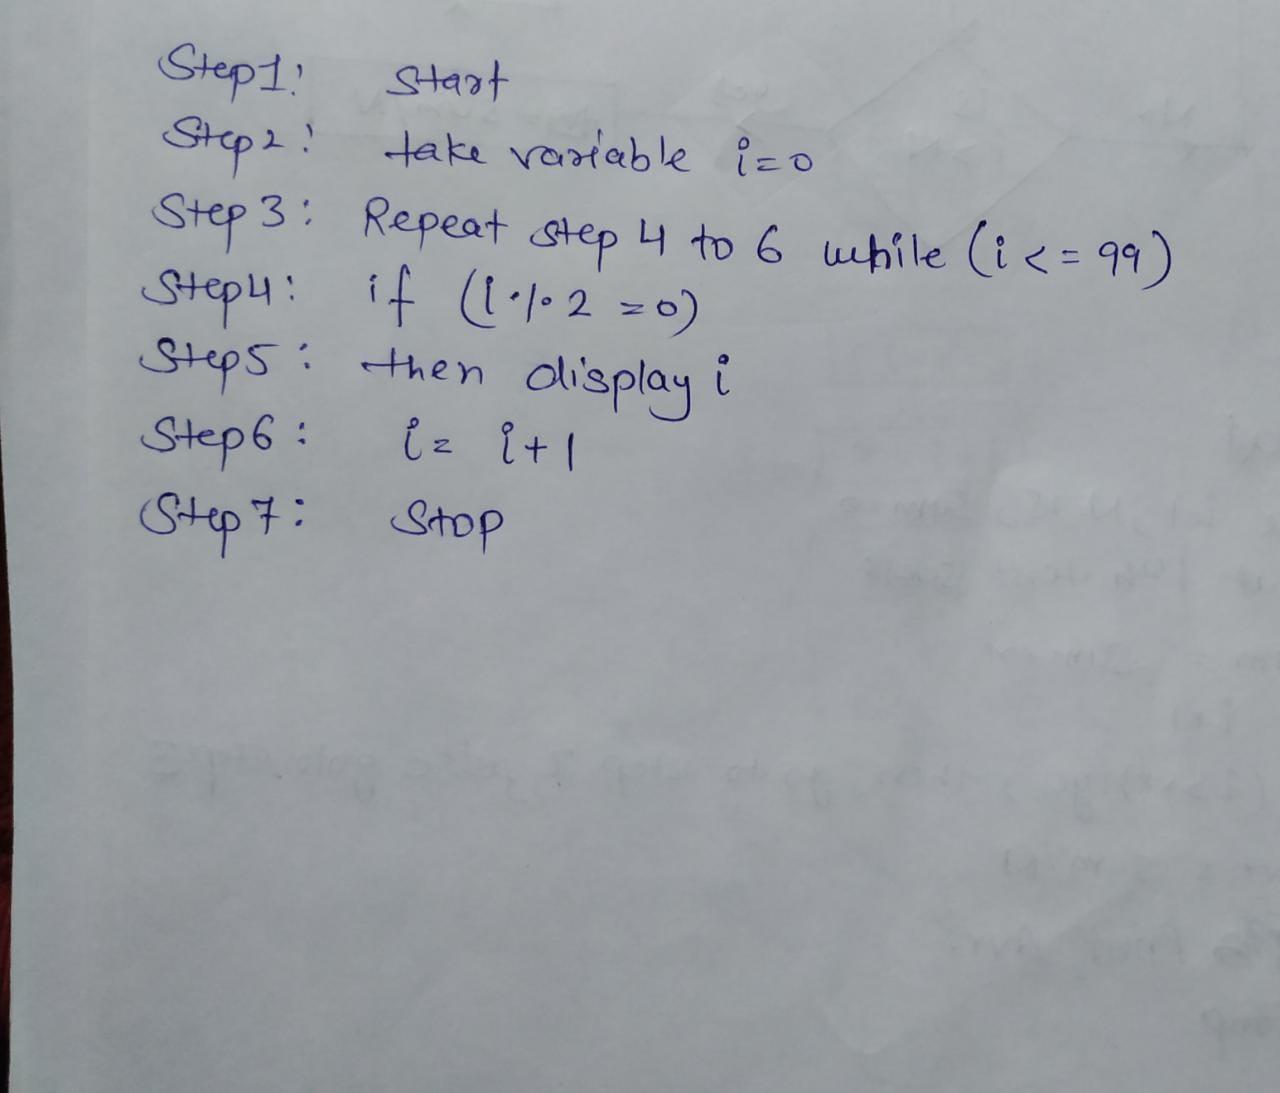 Step1: Start
Step2: take variable i=0
Step 3: Repeat step 4 to 6 while (i <= 99)
Step4: if (i % 2 = 0)
Step5: then display i
Step6: i = i+1
Step 7: Stop